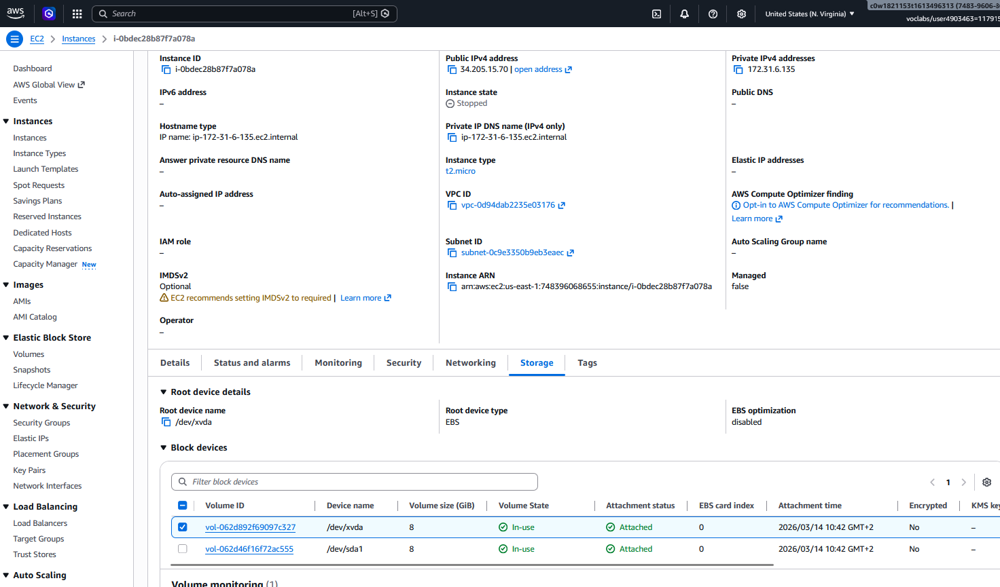 aws
Search [Alt+S]
United States (N. Virginia)
c0w1821153t1613496313 (7483-9606-8
voclabs/user4903463=117915
EC2 > Instances > i-0bdec28b87f7a078a
Dashboard
AWS Global View
Events
Instances
Instances
Instance Types
Launch Templates
Spot Requests
Savings Plans
Reserved Instances
Dedicated Hosts
Capacity Reservations
Capacity Manager New
Images
AMIs
AMI Catalog
Elastic Block Store
Volumes
Snapshots
Lifecycle Manager
Network & Security
Security Groups
Elastic IPs
Placement Groups
Key Pairs
Network Interfaces
Load Balancing
Load Balancers
Target Groups
Trust Stores
Auto Scaling
Instance ID
i-0bdec28b87f7a078a
IPv6 address
–
Hostname type
IP name: ip-172-31-6-135.ec2.internal
Answer private resource DNS name
–
Auto-assigned IP address
–
IAM role
–
IMDSv2
Optional
EC2 recommends setting IMDSv2 to required | Learn more
Operator
–
Public IPv4 address
34.205.15.70 | open address
Instance state
Stopped
Private IP DNS name (IPv4 only)
ip-172-31-6-135.ec2.internal
Instance type
t2.micro
VPC ID
vpc-0d94dab2235e03176
Subnet ID
subnet-0c9e3350b9eb3eaec
Instance ARN
arn:aws:ec2:us-east-1:748396068655:instance/i-0bdec28b87f7a078a
Private IPv4 addresses
172.31.6.135
Public DNS
–
Elastic IP addresses
–
AWS Compute Optimizer finding
Opt-in to AWS Compute Optimizer for recommendations. |
Learn more
Auto Scaling Group name
–
Managed
false
Details Status and alarms Monitoring Security Networking Storage Tags
Root device details
Root device name
/dev/xvda
Root device type
EBS
EBS optimization
disabled
Block devices
Filter block devices
1
Volume ID Device name Volume size (GiB) Volume State Attachment status EBS card index Attachment time Encrypted KMS key
vol-062d892f69097c327 /dev/xvda 8 In-use Attached 0 2026/03/14 10:42 GMT+2 No –
vol-062d46f16f72ac555 /dev/sda1 8 In-use Attached 0 2026/03/14 10:42 GMT+2 No –
Volume monitoring (1)